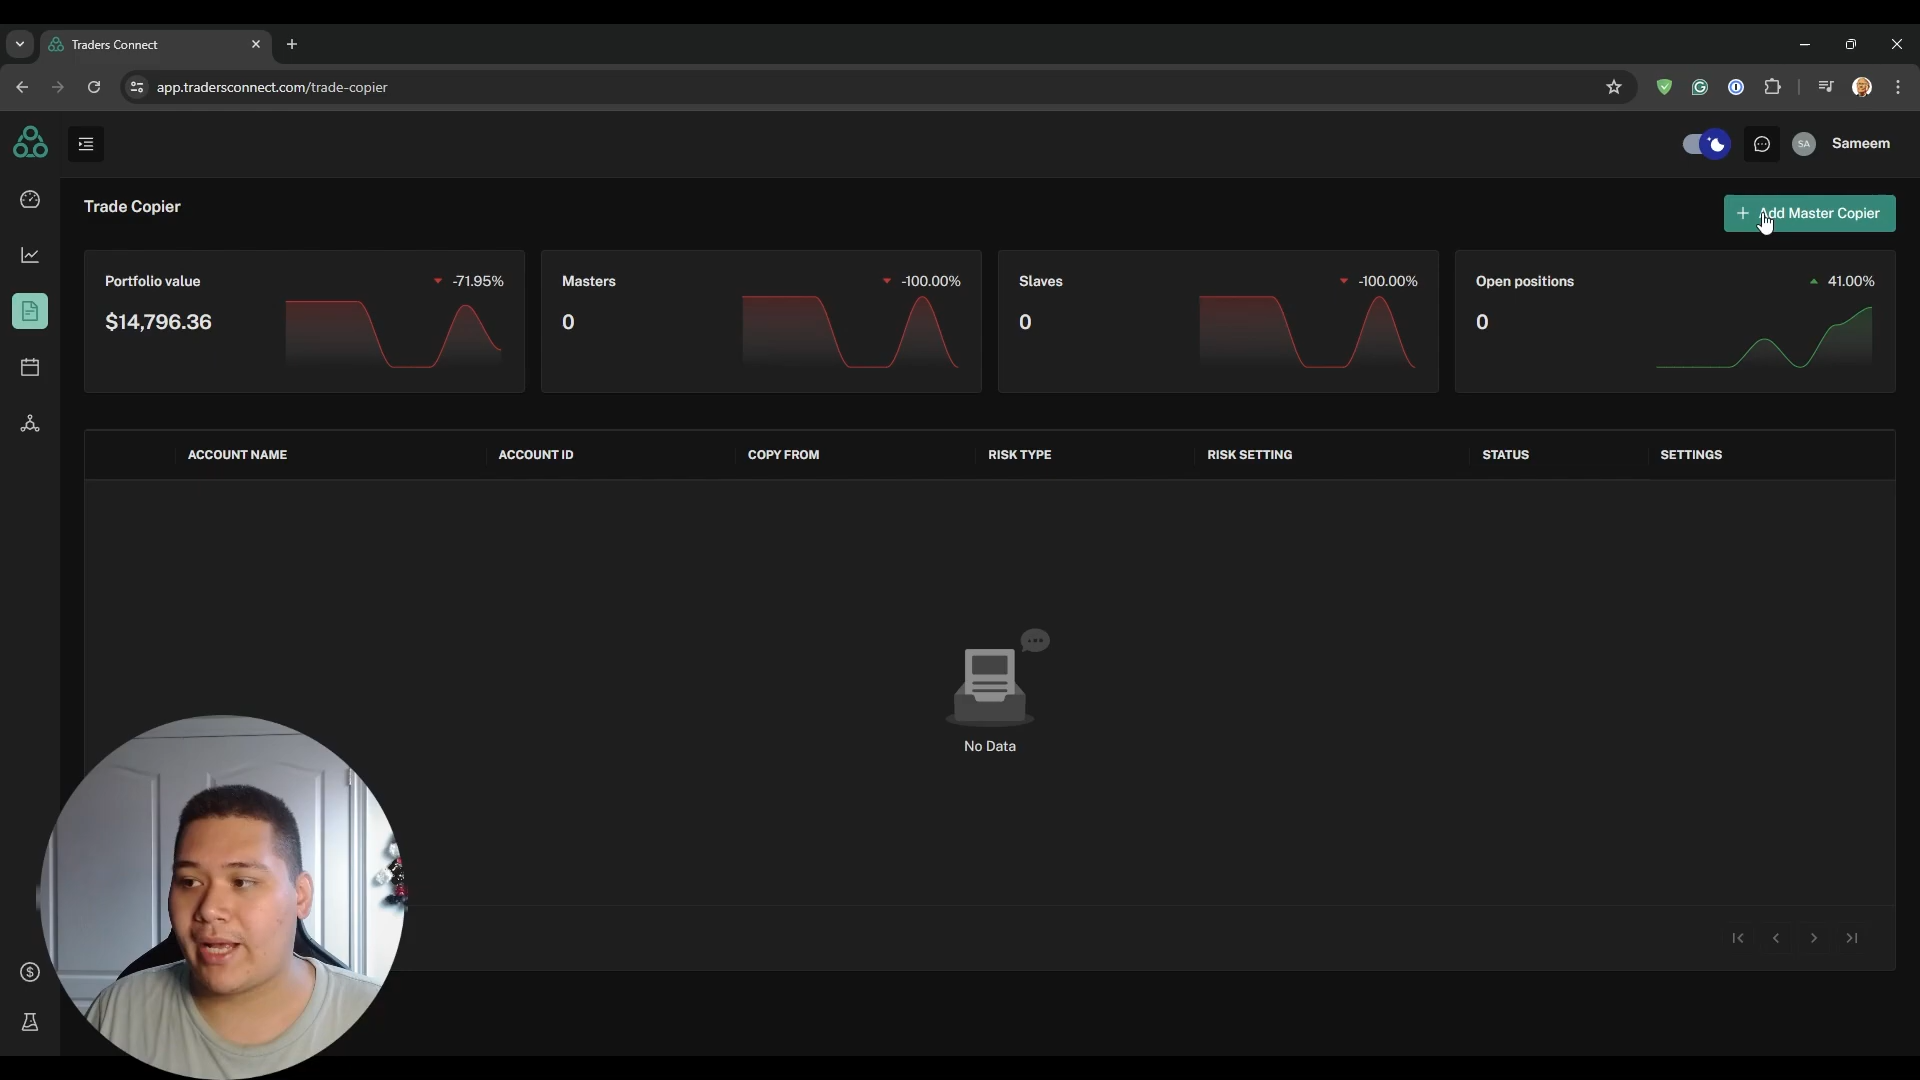 Traders Connect
app.tradersconnect.com/trade-copier
SA
Sameem
Trade Copier
Add Master Copier
Portfolio value
-71.95%
$14,796.36
Masters
-100.00%
0
Slaves
-100.00%
0
Open positions
41.00%
0
ACCOUNT NAME
ACCOUNT ID
COPY FROM
RISK TYPE
RISK SETTING
STATUS
SETTINGS
No Data